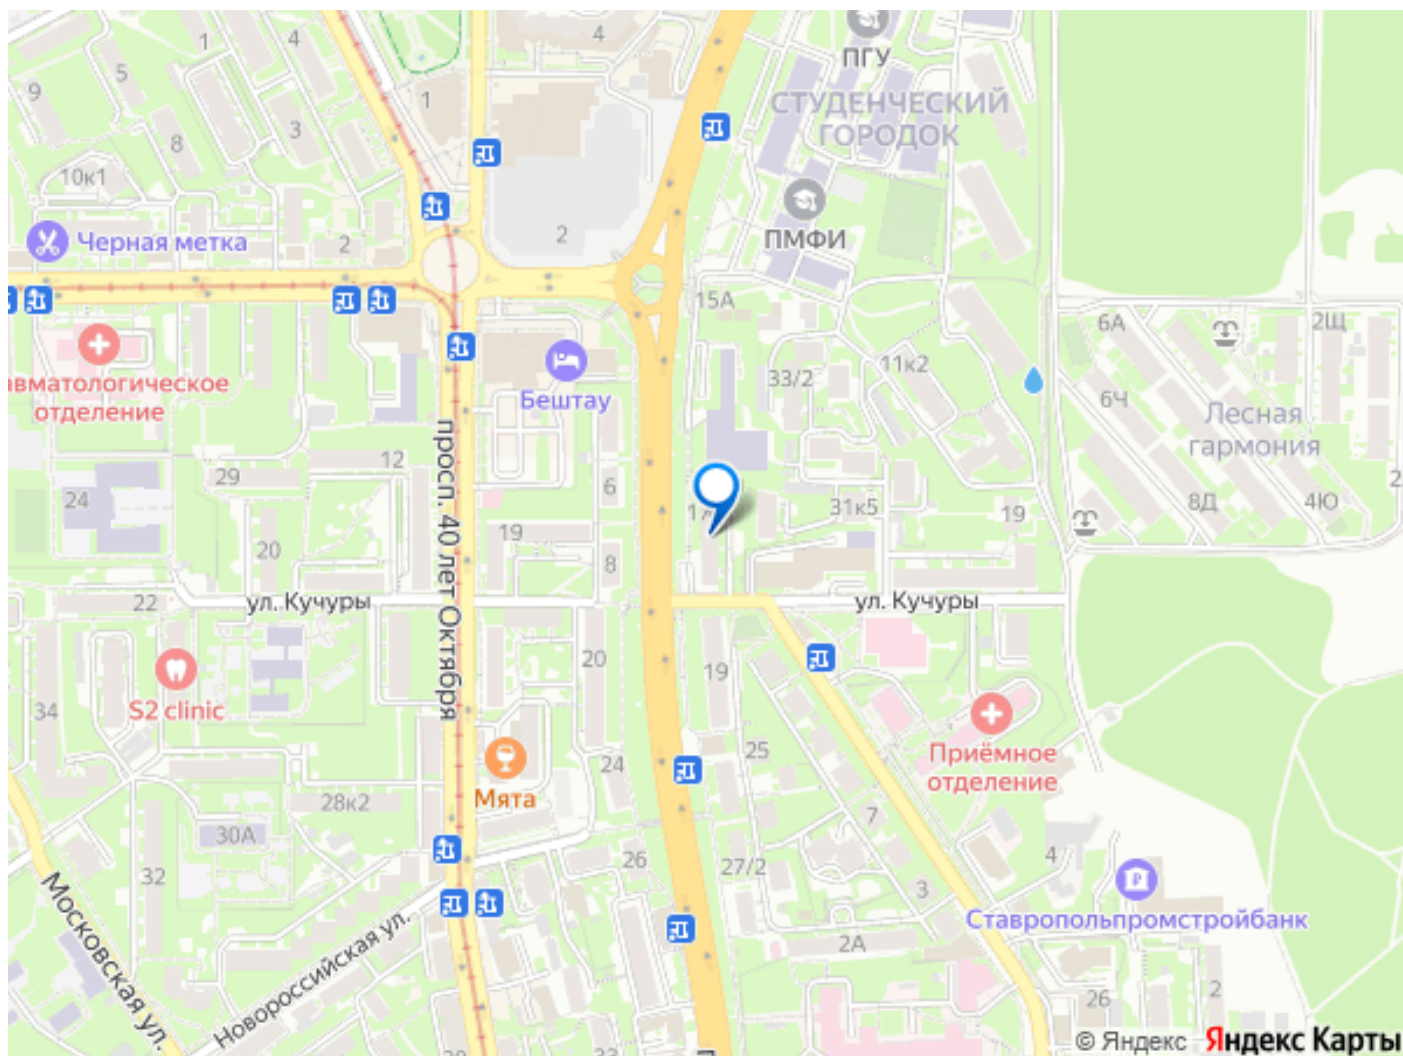 4
4
1
ПГУ
5
9
1
СТУДЕНЧЕСКИЙ
ГОРОДОК
3
8
10к1
Черная метка
2
2
ПМФИ
15А
6А
2Щ
авматологическое
отделение
Бештау
33/2
11к2
6Ч
Лесная
гармония
просп. 40 лет Октября
12
29
24
6
31к5
19
8Д
4Ю
2
19
20
8
22
ул. Кучуры
ул. Кучуры
20
19
34
S2 clinic
25
Приёмное
отделение
24
Мята
28к2
7
30А
26
27/2
4
32
3
Ставропольпромстройбанк
Московская ул.
Новороссийская ул.
2А
26
2
© Яндекс
Яндекс Карты